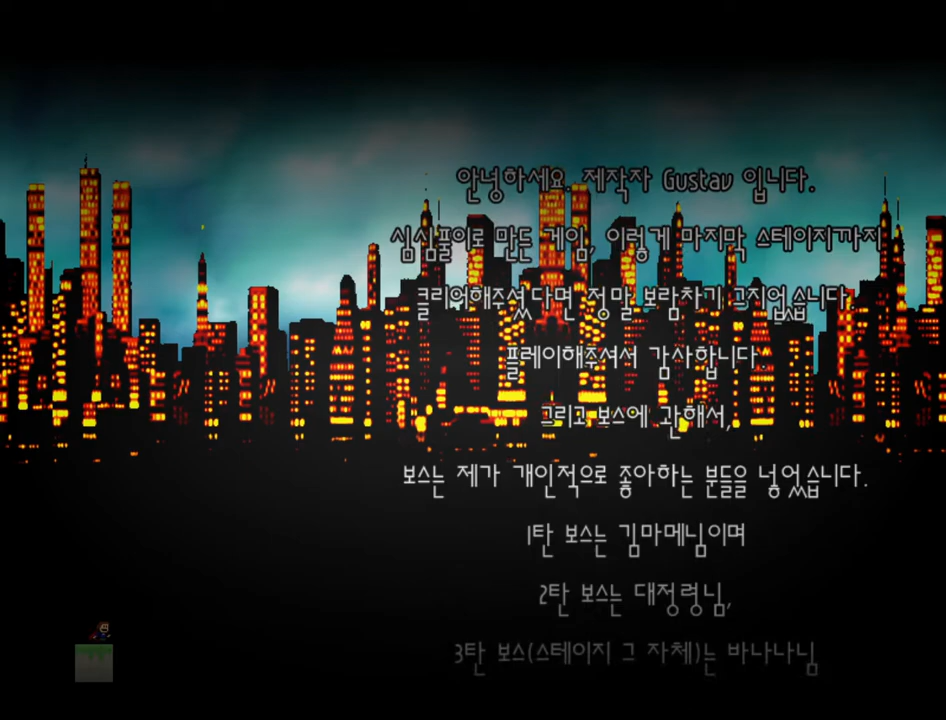 안녕하세요. 제작자 Gustav 입니다.
심심풀이로 만든 게임, 이렇게 마지막 스테이지까지
클리어해주셨다면 정말 보람차기 그지없습니다.
플레이해주셔서 감사합니다.
그리고 보스에 관해서,
보스는 제가 개인적으로 좋아하는 분들을 넣었습니다.
1탄 보스는 김마메님이며
2탄 보스는 대정령님,
3탄 보스(스테이지 그 자체)는 바나나님